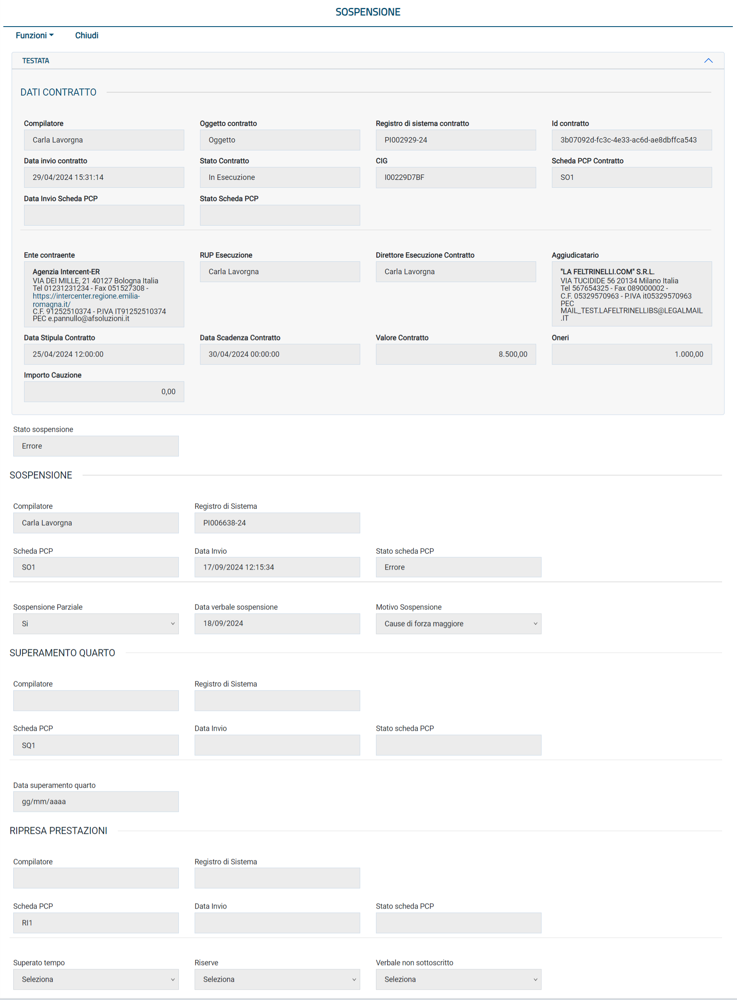 SOSPENSIONE
Funzioni Chiudi
TESTATA
DATI CONTRATTO
Compilatore Oggetto contratto Registro di sistema contratto Id contratto
Carla Lavorgna Oggetto PI002929-24 3b07092d-fc3c-4e33-ac6d-ae8dbffca543
Data invio contratto Stato Contratto CIG Scheda PCP Contratto
29/04/2024 15:31:14 In Esecuzione I00229D7BF SO1
Data Invio Scheda PCP Stato Scheda PCP
Ente contraente RUP Esecuzione Direttore Esecuzione Contratto Aggiudicatario
Agenzia Intercent-ER
VIA DEI MILLE, 21 40127 Bologna Italia
Tel 01231231234 - Fax 051527308 -
https://intercenter.regione.emilia-
romagna.it/
C.F. 91252510374 - P.IVA IT91252510374
PEC e.pannullo@afsoluzioni.it
Carla Lavorgna
Carla Lavorgna
"LA FELTRINELLI.COM" S.R.L.
VIA TUCIDIDE 56 20134 Milano Italia
Tel 567654325 - Fax 089000002 -
C.F. 05329570963 - P.IVA it05329570963
PEC
MAIL_TEST.LAFELTRINELLIBS@LEGALMAIL
.IT
Data Stipula Contratto Data Scadenza Contratto Valore Contratto Oneri
25/04/2024 12:00:00 30/04/2024 00:00:00 8.500,00 1.000,00
Importo Cauzione
0,00
Stato sospensione
Errore
SOSPENSIONE
Compilatore Registro di Sistema
Carla Lavorgna PI006638-24
Scheda PCP Data Invio Stato scheda PCP
SO1 17/09/2024 12:15:34 Errore
Sospensione Parziale Data verbale sospensione Motivo Sospensione
Si 18/09/2024 Cause di forza maggiore
SUPERAMENTO QUARTO
Compilatore Registro di Sistema
Scheda PCP Data Invio Stato scheda PCP
SQ1
Data superamento quarto
gg/mm/aaaa
RIPRESA PRESTAZIONI
Compilatore Registro di Sistema
Scheda PCP Data Invio Stato scheda PCP
RI1
Superato tempo Riserve Verbale non sottoscritto
Seleziona Seleziona Seleziona